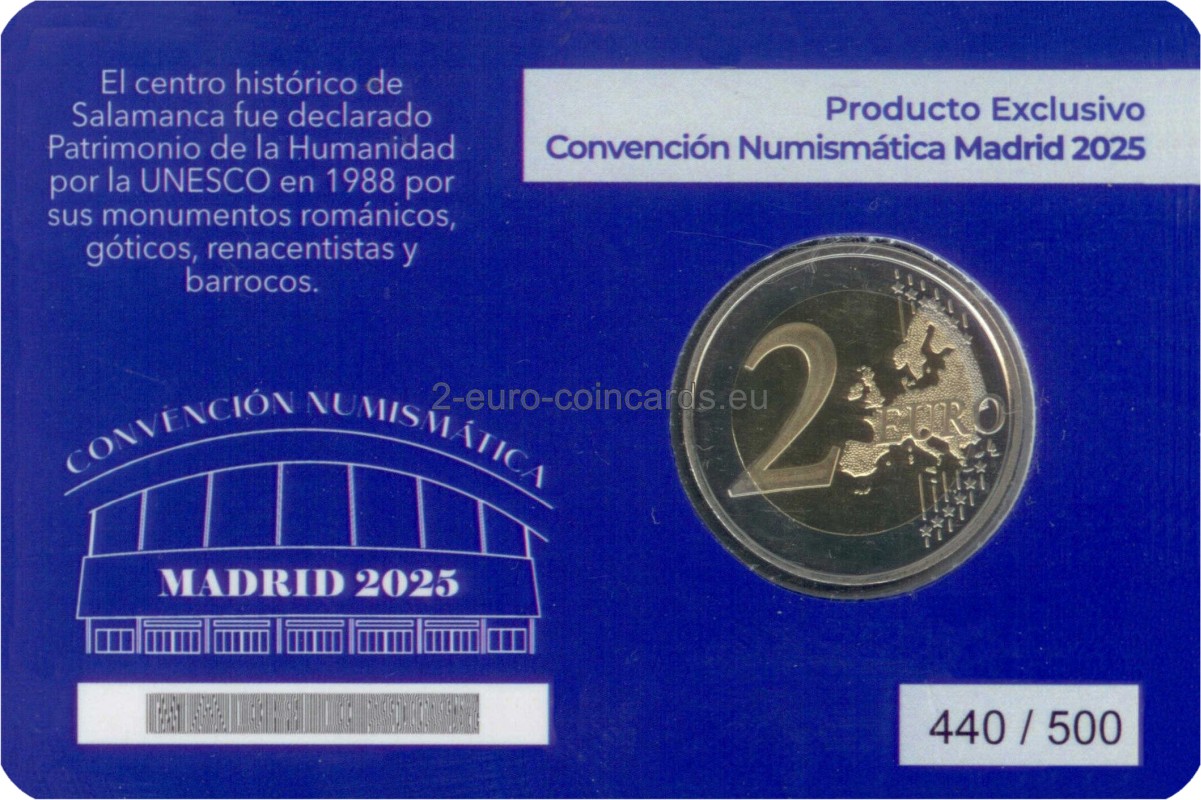 El centro histórico de
Salamanca fue declarado
Patrimonio de la Humanidad
por la UNESCO en 1988 por
sus monumentos románicos,
góticos, renacentistas y
barrocos.
Producto Exclusivo
Convención Numismática Madrid 2025
2-euro-coincards.eu
2 EURO
CONVENCIÓN NUMISMÁTICA
MADRID 2025
440 / 500